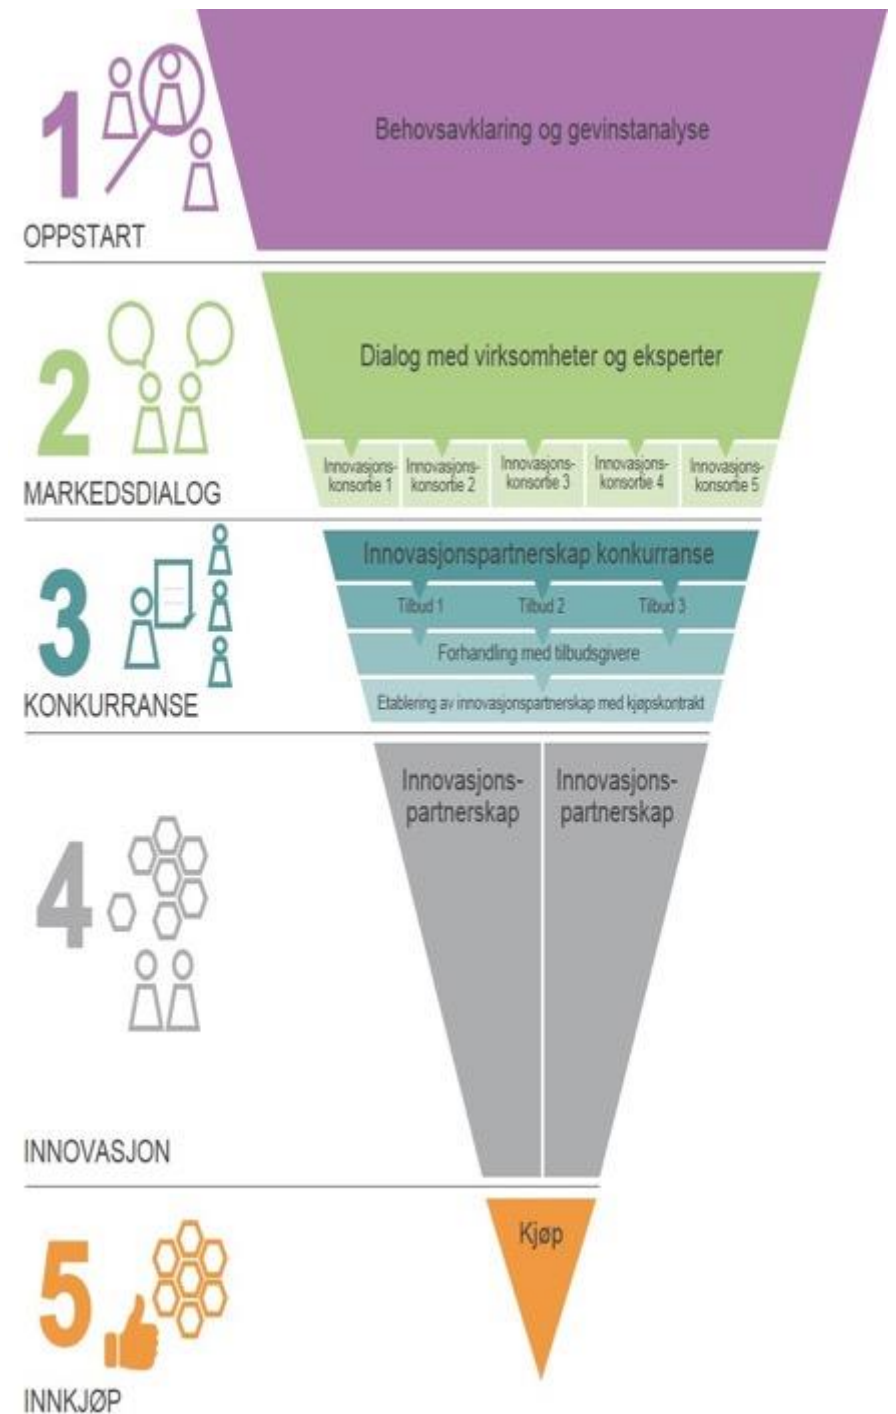 1
OPPSTART
Behovsavklaring og gevinstanalyse
2
MARKEDSDIALOG
Dialog med virksomheter og eksperter
Innovasjons-
konsortie 1
Innovasjons-
konsortie 2
Innovasjons-
konsortie 3
Innovasjons-
konsortie 4
Innovasjons-
konsortie 5
3
KONKURRANSE
Innovasjonspartnerskap konkurranse
Tilbud 1
Tilbud 2
Tilbud 3
Forhandling med tilbudsgivere
Etablering av innovasjonspartnerskap med kjøpskontrakt
4
INNOVASJON
Innovasjons-
partnerskap
Innovasjons-
partnerskap
5
INNKJØP
Kjøp